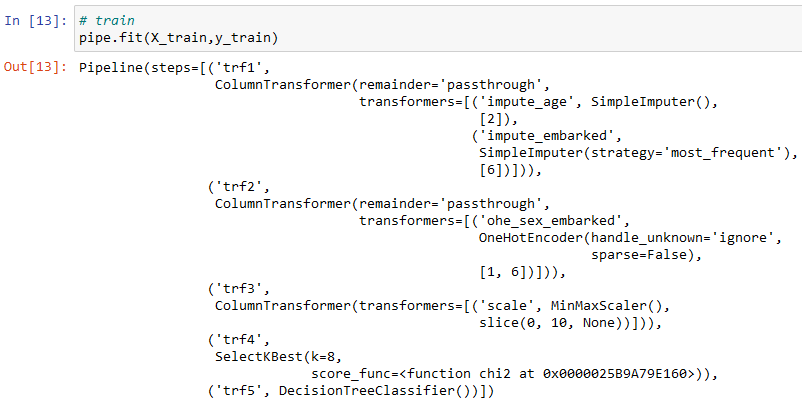 In [13]: # train
pipe.fit(X_train,y_train)
Out[13]: Pipeline(steps=[('trf1',
ColumnTransformer(remainder='passthrough',
transformers=[('impute_age', SimpleImputer(),
[2]),
('impute_embarked',
SimpleImputer(strategy='most_frequent'),
[6])])),
('trf2',
ColumnTransformer(remainder='passthrough',
transformers=[('ohe_sex_embarked',
OneHotEncoder(handle_unknown='ignore',
sparse=False),
[1, 6])])),
('trf3',
ColumnTransformer(transformers=[('scale', MinMaxScaler(),
slice(0, 10, None))])),
('trf4',
SelectKBest(k=8,
score_func=<function chi2 at 0x0000025B9A79E160>)),
('trf5', DecisionTreeClassifier())])